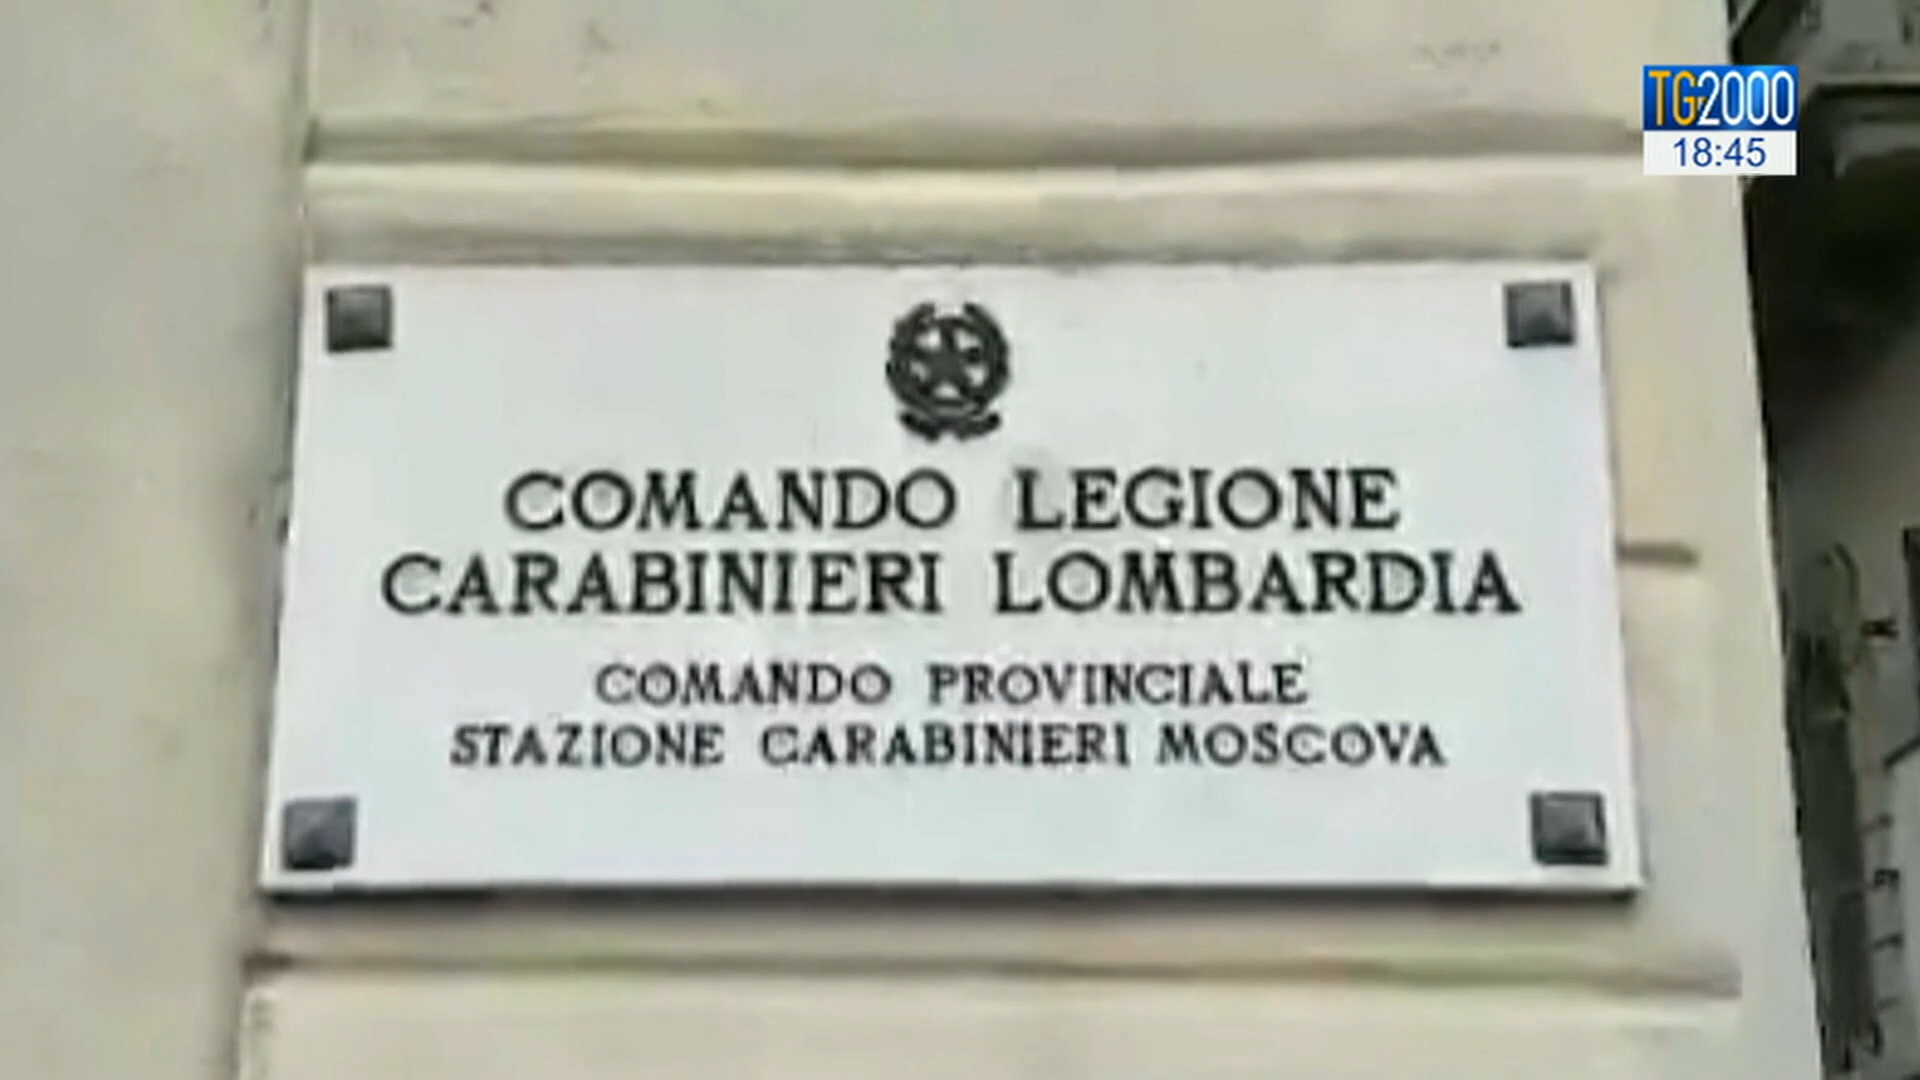 TG2000
18:45
COMANDO LEGIONE
CARABINIERI LOMBARDIA
COMANDO PROVINCIALE
STAZIONE CARABINIERI MOSCOVA